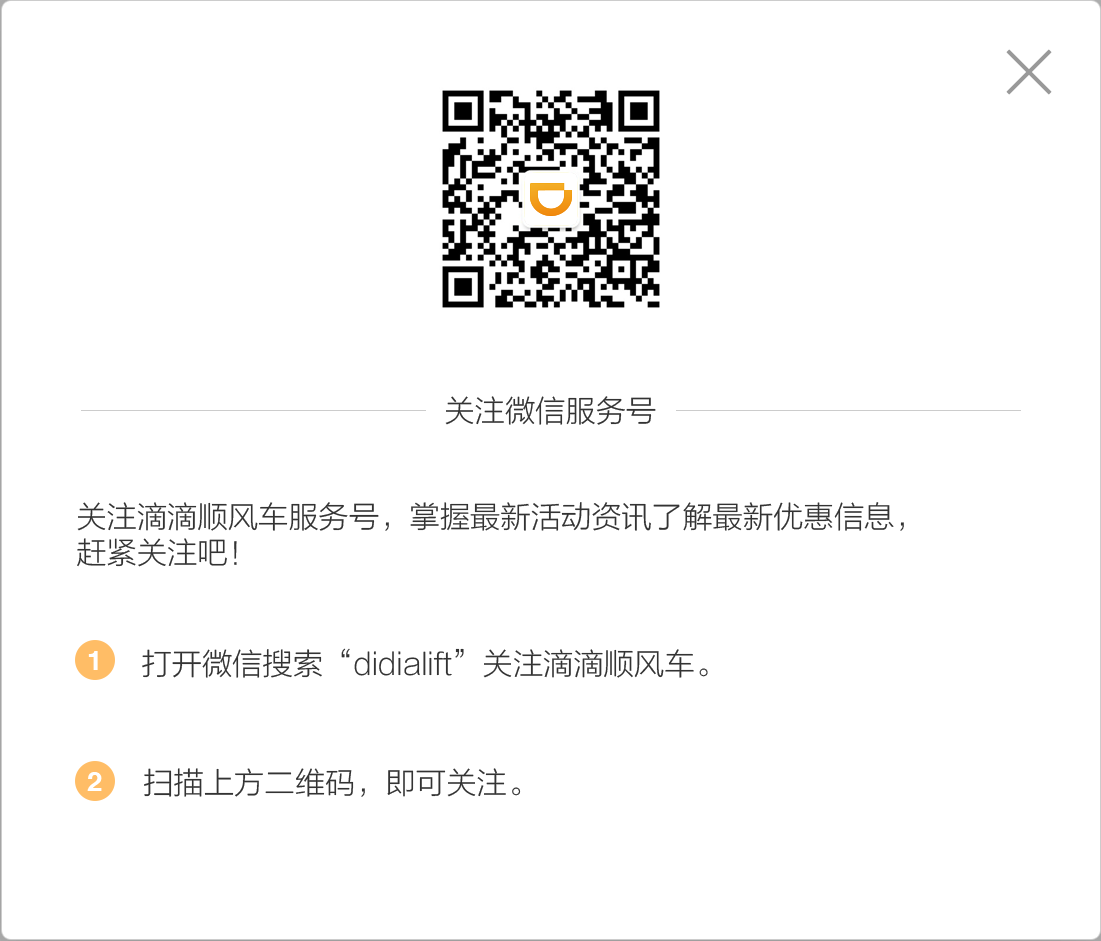 关注微信服务号
关注滴滴顺风车服务号，掌握最新活动资讯了解最新优惠信息，
赶紧关注吧！
1 打开微信搜索“didialift”关注滴滴顺风车。
2 扫描上方二维码，即可关注。